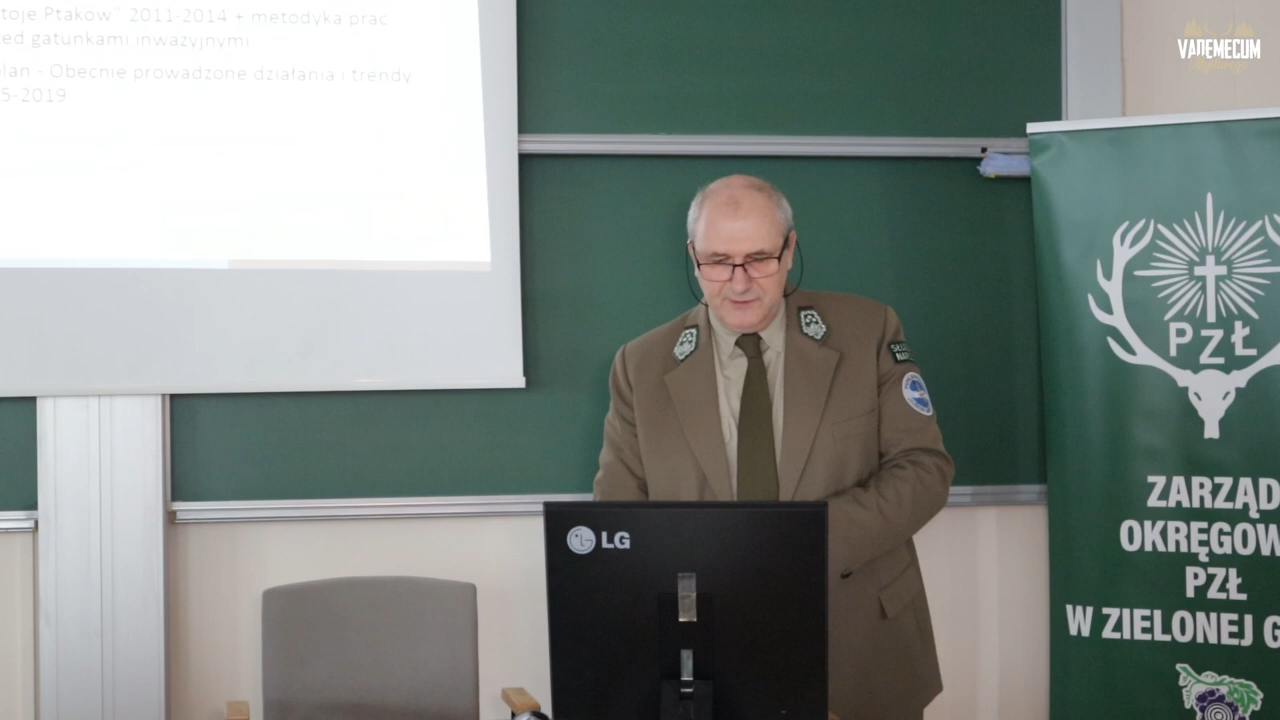 toje Ptaków" 2011-2014 + metodyka prac
ed gatunkami inwazyjnymi
lan - Obecnie prowadzone działania i trendy
5-2019
VADEMECUM
PZŁ
ZARZĄD
OKRĘGOW
PZŁ
W ZIELONEJ G
LG